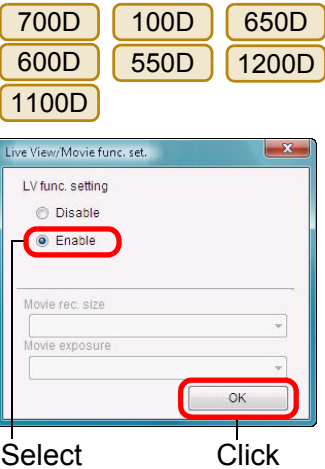 700D 100D 650D
600D 550D 1200D
1100D
Live View/Movie func. set.
LV func. setting
Disable
Enable
Movie rec. size
Movie exposure
OK
Select Click